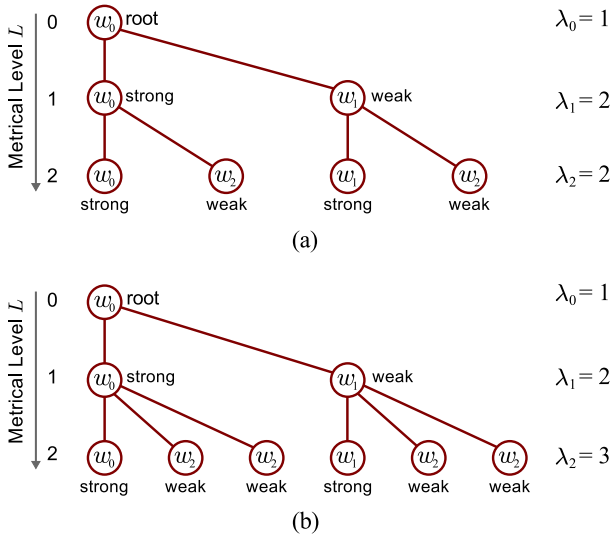 0 w₀ root λ₀ = 1
Metrical Level L
1 w₀ strong w₁ weak λ₁ = 2
2 w₀ w₂ w₁ w₂ λ₂ = 2
strong weak strong weak
(a)
0 w₀ root λ₀ = 1
Metrical Level L
1 w₀ strong w₁ weak λ₁ = 2
2 w₀ w₂ w₂ w₁ w₂ w₂ λ₂ = 3
strong weak weak strong weak weak
(b)